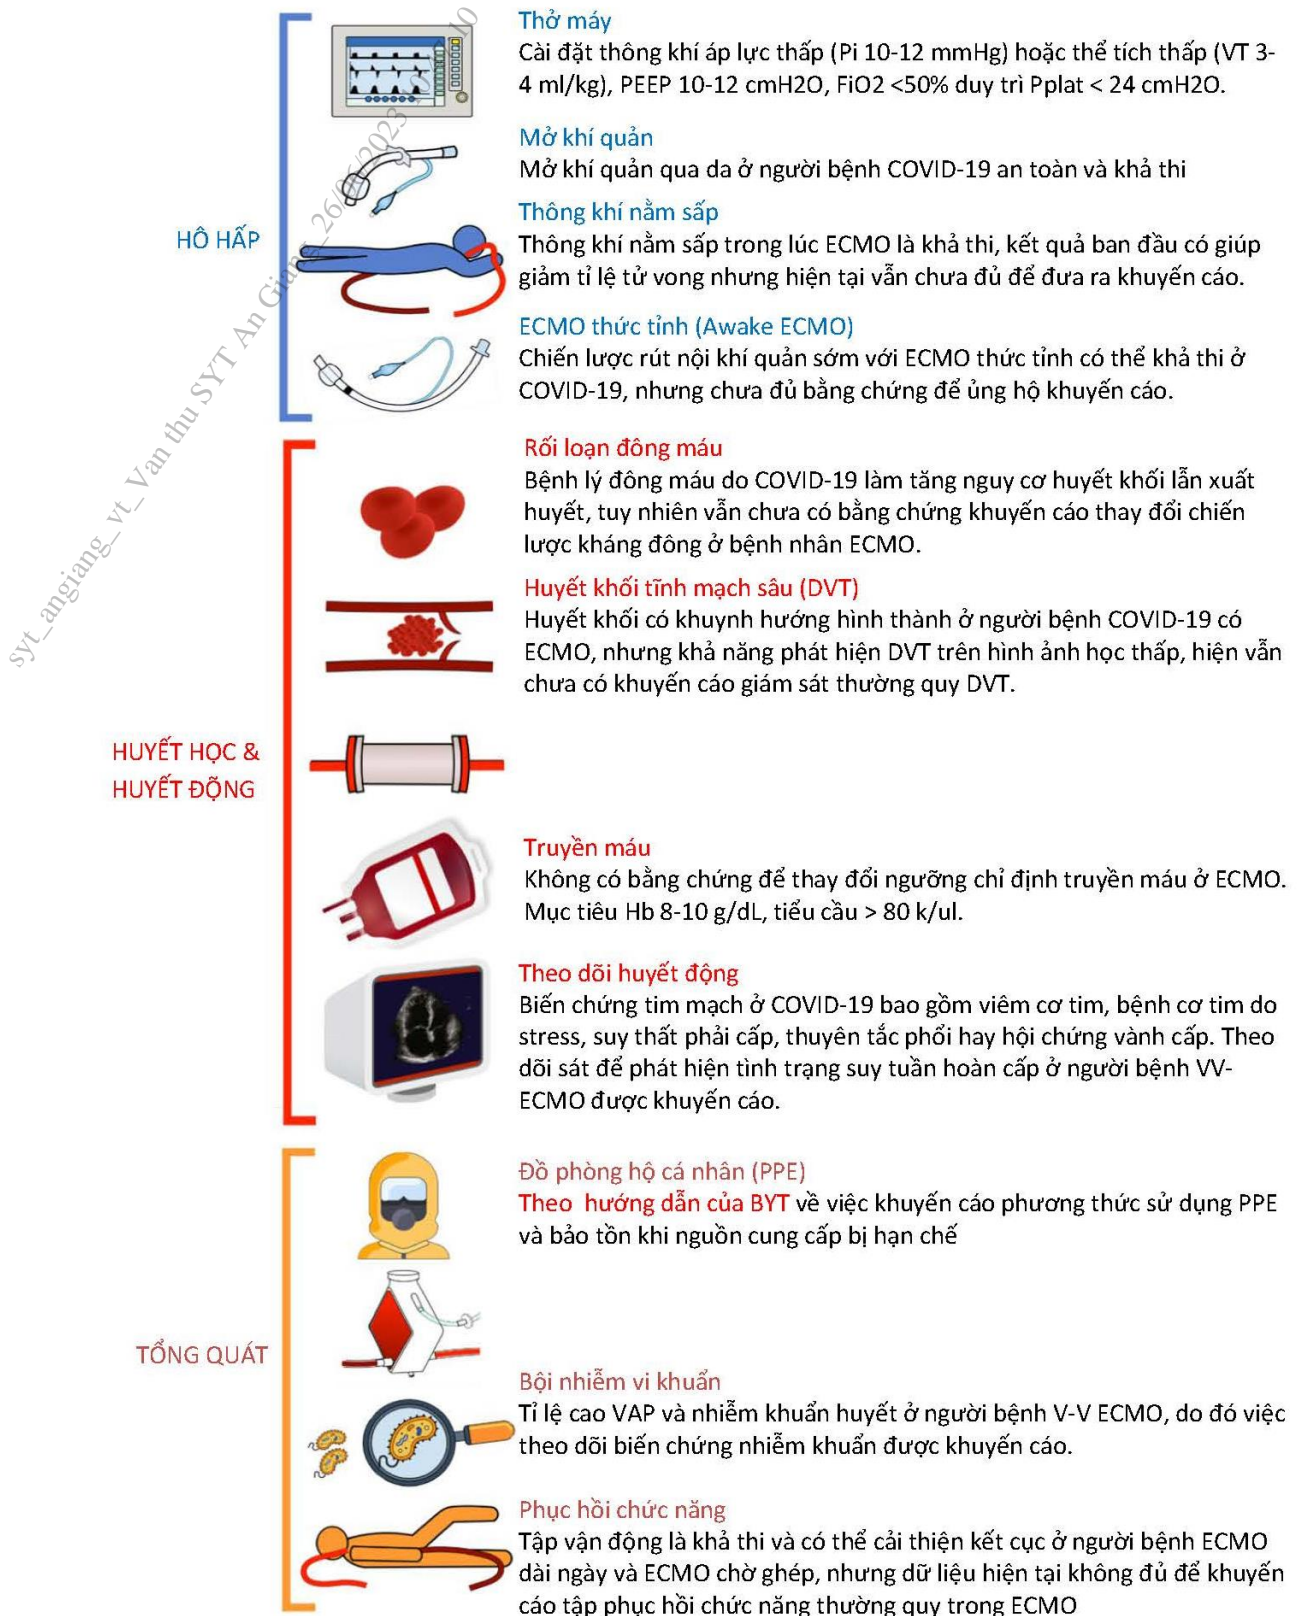 Thở máy
Cài đặt thông khí áp lực thấp (Pi 10-12 mmHg) hoặc thể tích thấp (VT 3-
4 ml/kg), PEEP 10-12 cmH2O, FiO2 <50% duy trì Pplat < 24 cmH2O.
Mở khí quản
Mở khí quản qua da ở người bệnh COVID-19 an toàn và khả thi
HÔ HẤP
Thông khí nằm sấp
Thông khí nằm sấp trong lúc ECMO là khả thi, kết quả ban đầu có giúp
giảm tỉ lệ tử vong nhưng hiện tại vẫn chưa đủ để đưa ra khuyến cáo.
ECMO thức tỉnh (Awake ECMO)
Chiến lược rút nội khí quản sớm với ECMO thức tỉnh có thể khả thi ở
COVID-19, nhưng chưa đủ bằng chứng để ủng hộ khuyến cáo.
syt_angiang_vt_Van thu SYT An Giang_26/06/2023
Rối loạn đông máu
Bệnh lý đông máu do COVID-19 làm tăng nguy cơ huyết khối lẫn xuất
huyết, tuy nhiên vẫn chưa có bằng chứng khuyến cáo thay đổi chiến
lược kháng đông ở bệnh nhân ECMO.
Huyết khối tĩnh mạch sâu (DVT)
Huyết khối có khuynh hướng hình thành ở người bệnh COVID-19 có
ECMO, nhưng khả năng phát hiện DVT trên hình ảnh học thấp, hiện vẫn
chưa có khuyến cáo giám sát thường quy DVT.
HUYẾT HỌC &
HUYẾT ĐỘNG
Truyền máu
Không có bằng chứng để thay đổi ngưỡng chỉ định truyền máu ở ECMO.
Mục tiêu Hb 8-10 g/dL, tiểu cầu > 80 k/ul.
Theo dõi huyết động
Biến chứng tim mạch ở COVID-19 bao gồm viêm cơ tim, bệnh cơ tim do
stress, suy thất phải cấp, thuyên tắc phổi hay hội chứng vành cấp. Theo
dõi sát để phát hiện tình trạng suy tuần hoàn cấp ở người bệnh VV-
ECMO được khuyến cáo.
Đồ phòng hộ cá nhân (PPE)
Theo hướng dẫn của BYT về việc khuyến cáo phương thức sử dụng PPE
và bảo tồn khi nguồn cung cấp bị hạn chế
TỔNG QUÁT
Bội nhiễm vi khuẩn
Tỉ lệ cao VAP và nhiễm khuẩn huyết ở người bệnh V-V ECMO, do đó việc
theo dõi biến chứng nhiễm khuẩn được khuyến cáo.
Phục hồi chức năng
Tập vận động là khả thi và có thể cải thiện kết cục ở người bệnh ECMO
dài ngày và ECMO chờ ghép, nhưng dữ liệu hiện tại không đủ để khuyến
cáo tập phục hồi chức năng thường quy trong ECMO